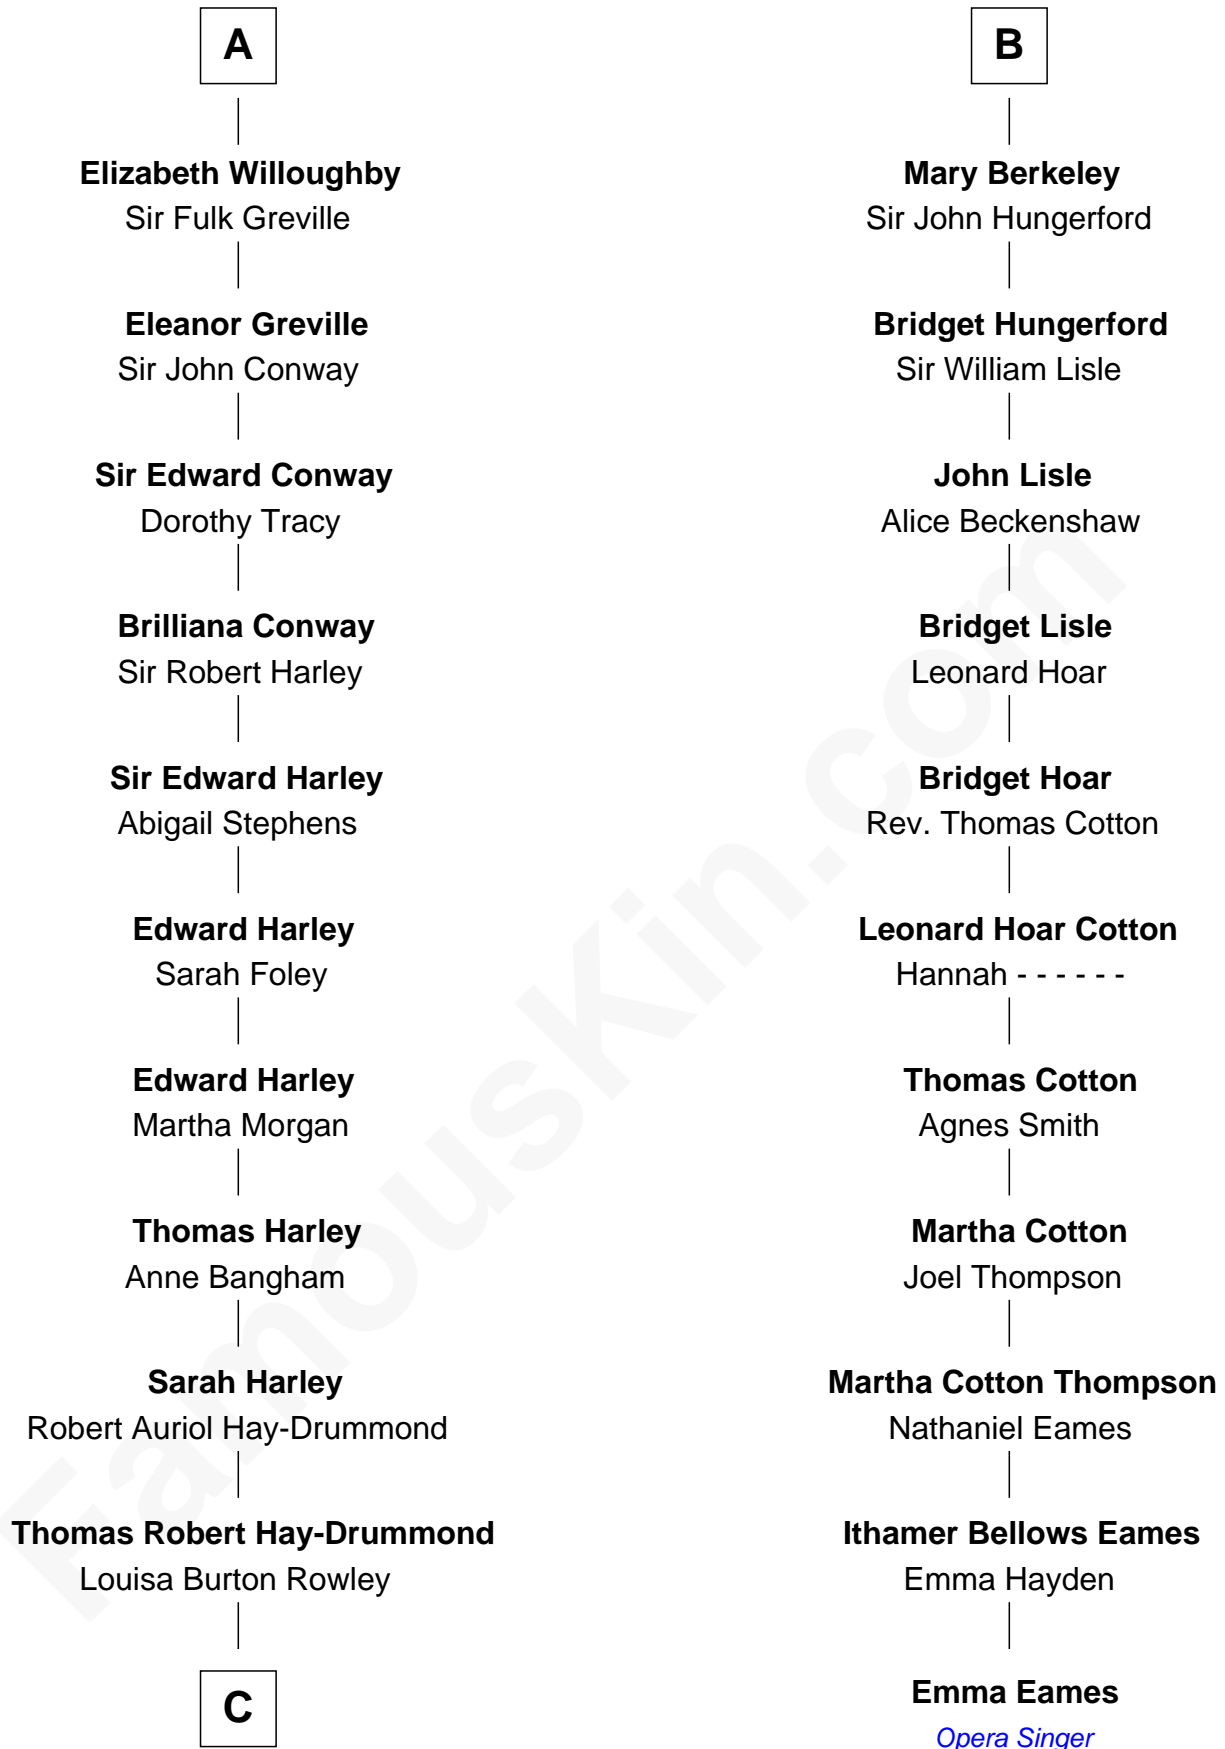 A
Elizabeth Willoughby
Sir Fulk Greville
Eleanor Greville
Sir John Conway
Sir Edward Conway
Dorothy Tracy
Brilliana Conway
Sir Robert Harley
Sir Edward Harley
Abigail Stephens
Edward Harley
Sarah Foley
Edward Harley
Martha Morgan
Thomas Harley
Anne Bangham
Sarah Harley
Robert Auriol Hay-Drummond
Thomas Robert Hay-Drummond
Louisa Burton Rowley
C
B
Mary Berkeley
Sir John Hungerford
Bridget Hungerford
Sir William Lisle
John Lisle
Alice Beckenshaw
Bridget Lisle
Leonard Hoar
Bridget Hoar
Rev. Thomas Cotton
Leonard Hoar Cotton
Hannah - - - - - -
Thomas Cotton
Agnes Smith
Martha Cotton
Joel Thompson
Martha Cotton Thompson
Nathaniel Eames
Ithamer Bellows Eames
Emma Hayden
Emma Eames
Opera Singer
FamousKin.com